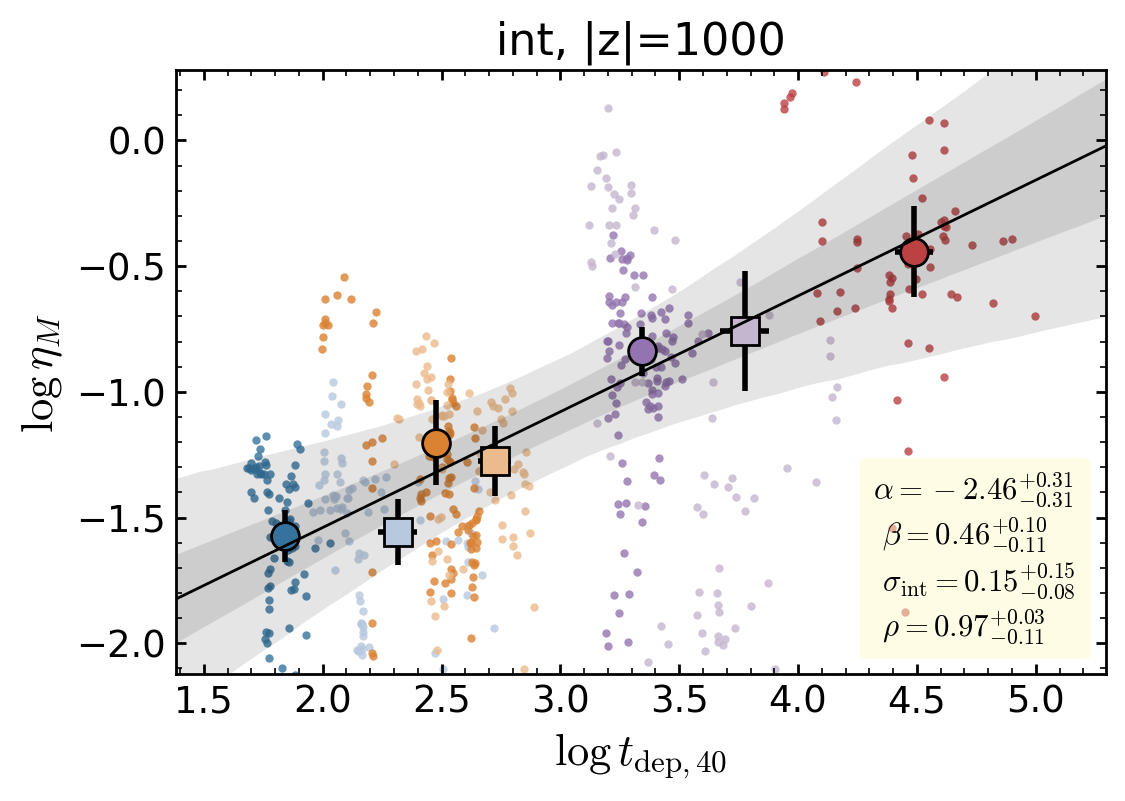 int, |z|=1000
log η_M
0.0
−0.5
−1.0
−1.5
−2.0
α = −2.46^{+0.31}_{−0.31}
β = 0.46^{+0.10}_{−0.11}
σ_int = 0.15^{+0.15}_{−0.08}
ρ = 0.97^{+0.03}_{−0.11}
1.5 2.0 2.5 3.0 3.5 4.0 4.5 5.0
log t_{dep, 40}